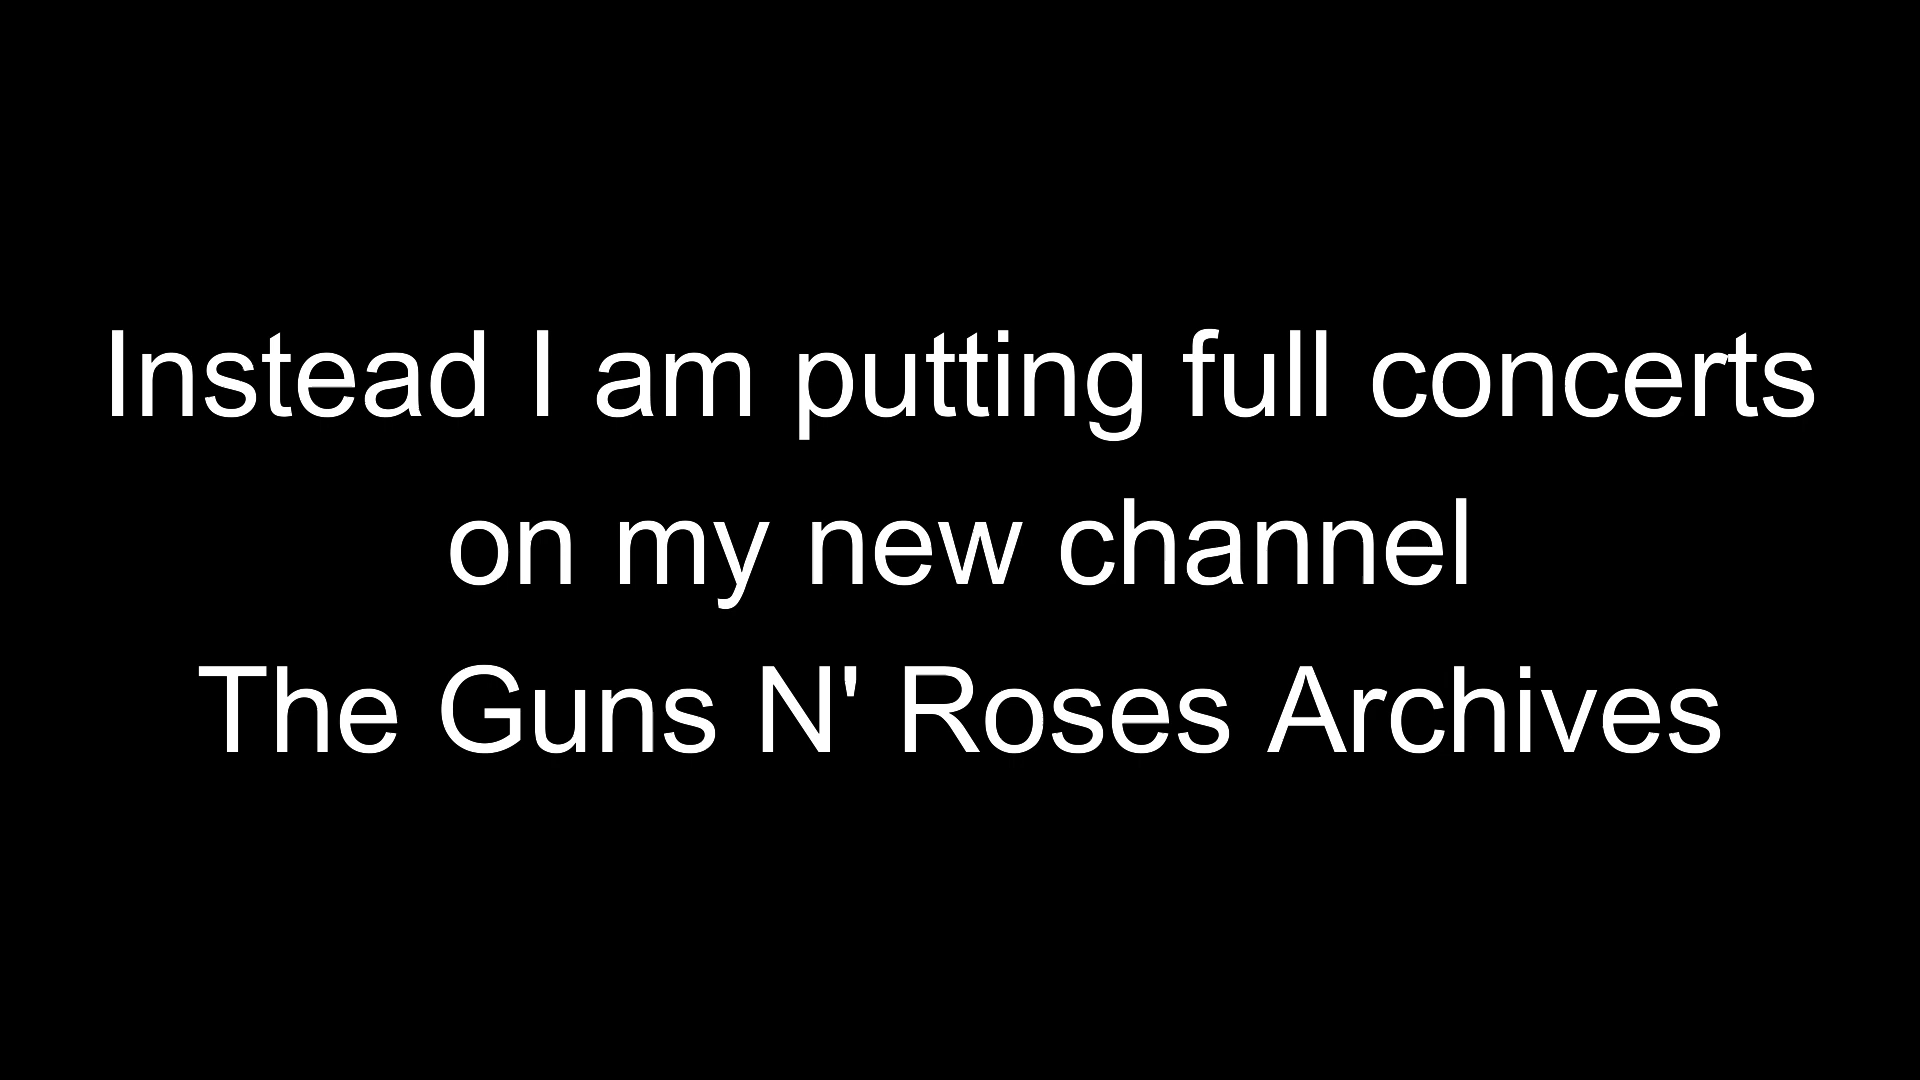 Instead I am putting full concerts
on my new channel
The Guns N' Roses Archives